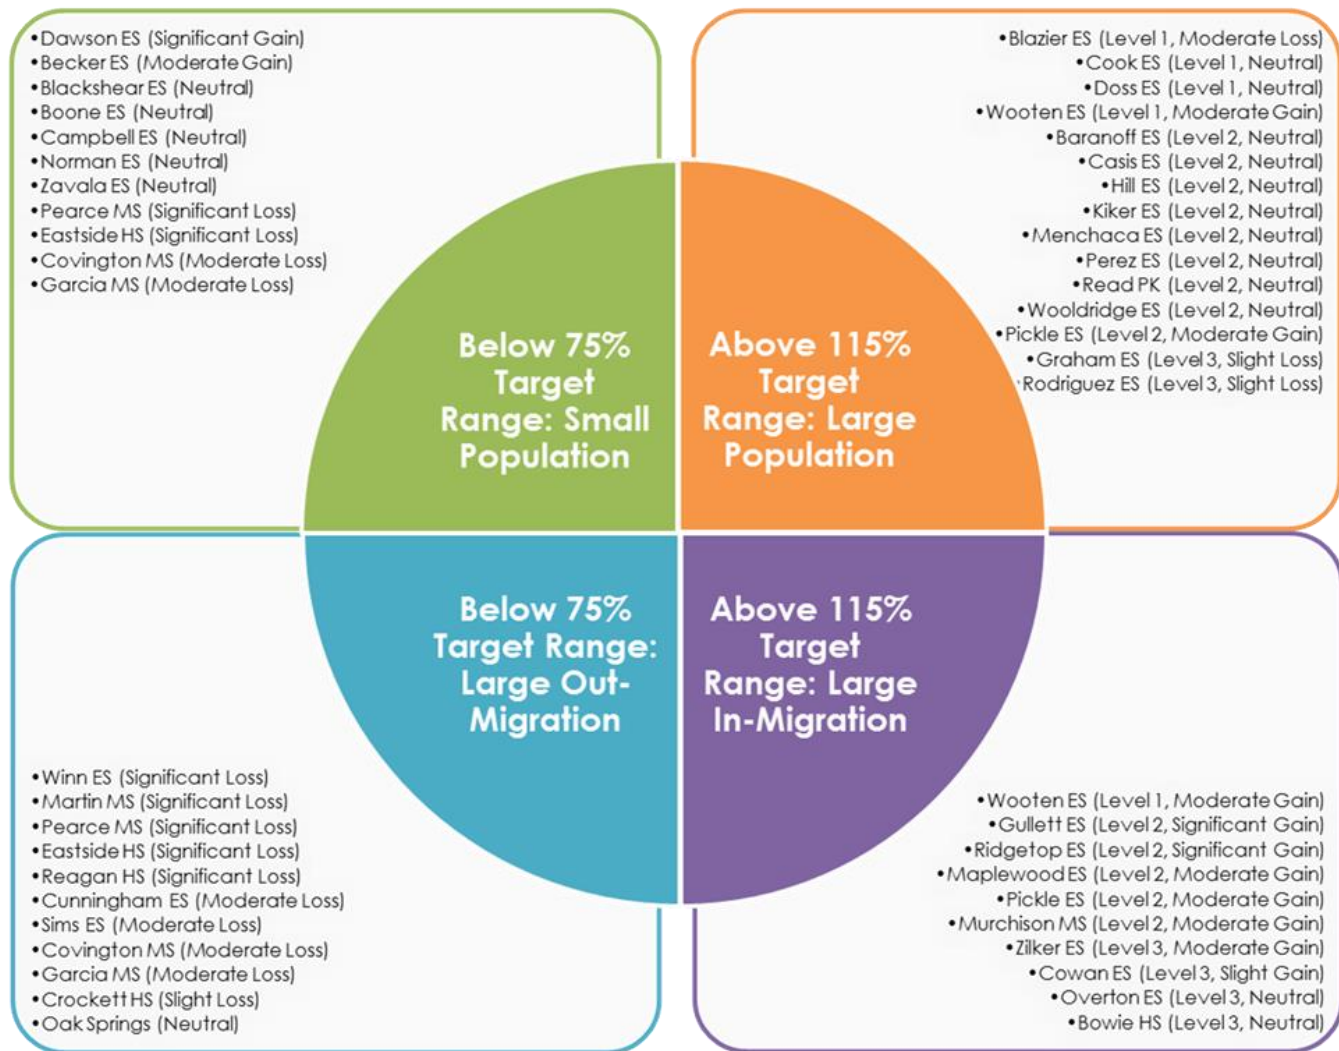 •Dawson ES (Significant Gain)
•Becker ES (Moderate Gain)
•Blackshear ES (Neutral)
•Boone ES (Neutral)
•Campbell ES (Neutral)
•Norman ES (Neutral)
•Zavala ES (Neutral)
•Pearce MS (Significant Loss)
•Eastside HS (Significant Loss)
•Covington MS (Moderate Loss)
•Garcia MS (Moderate Loss)
•Blazier ES (Level 1, Moderate Loss)
•Cook ES (Level 1, Neutral)
•Doss ES (Level 1, Neutral)
•Wooten ES (Level 1, Moderate Gain)
•Baranoff ES (Level 2, Neutral)
•Casis ES (Level 2, Neutral)
•Hill ES (Level 2, Neutral)
•Kiker ES (Level 2, Neutral)
•Menchaca ES (Level 2, Neutral)
•Perez ES (Level 2, Neutral)
•Read PK (Level 2, Neutral)
•Wooldridge ES (Level 2, Neutral)
•Pickle ES (Level 2, Moderate Gain)
•Graham ES (Level 3, Slight Loss)
•Rodriguez ES (Level 3, Slight Loss)
Below 75%
Target
Range: Small
Population
Above 115%
Target
Range: Large
Population
Below 75%
Target Range:
Large Out-
Migration
Above 115%
Target
Range: Large
In-Migration
•Winn ES (Significant Loss)
•Martin MS (Significant Loss)
•Pearce MS (Significant Loss)
•Eastside HS (Significant Loss)
•Reagan HS (Significant Loss)
•Cunningham ES (Moderate Loss)
•Sims ES (Moderate Loss)
•Covington MS (Moderate Loss)
•Garcia MS (Moderate Loss)
•Crockett HS (Slight Loss)
•Oak Springs (Neutral)
•Wooten ES (Level 1, Moderate Gain)
•Gullett ES (Level 2, Significant Gain)
•Ridgetop ES (Level 2, Significant Gain)
•Maplewood ES (Level 2, Moderate Gain)
•Pickle ES (Level 2, Moderate Gain)
•Murchison MS (Level 2, Moderate Gain)
•Zilker ES (Level 3, Moderate Gain)
•Cowan ES (Level 3, Slight Gain)
•Overton ES (Level 3, Neutral)
•Bowie HS (Level 3, Neutral)